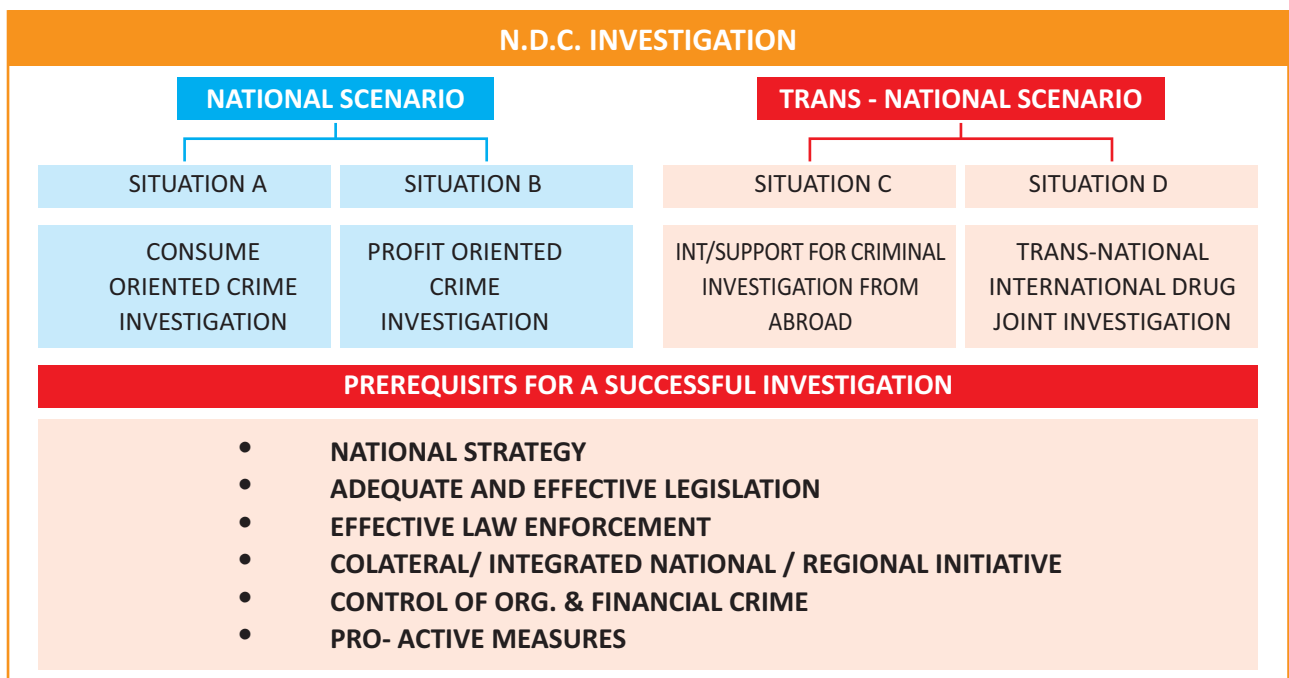 N.D.C. INVESTIGATION
NATIONAL SCENARIO
TRANS - NATIONAL SCENARIO
SITUATION A
SITUATION B
SITUATION C
SITUATION D
CONSUME
ORIENTED CRIME
INVESTIGATION
PROFIT ORIENTED
CRIME
INVESTIGATION
INT/SUPPORT FOR CRIMINAL
INVESTIGATION FROM
ABROAD
TRANS-NATIONAL
INTERNATIONAL DRUG
JOINT INVESTIGATION
PREREQUISITS FOR A SUCCESSFUL INVESTIGATION
• NATIONAL STRATEGY
• ADEQUATE AND EFFECTIVE LEGISLATION
• EFFECTIVE LAW ENFORCEMENT
• COLATERAL/ INTEGRATED NATIONAL / REGIONAL INITIATIVE
• CONTROL OF ORG. & FINANCIAL CRIME
• PRO- ACTIVE MEASURES